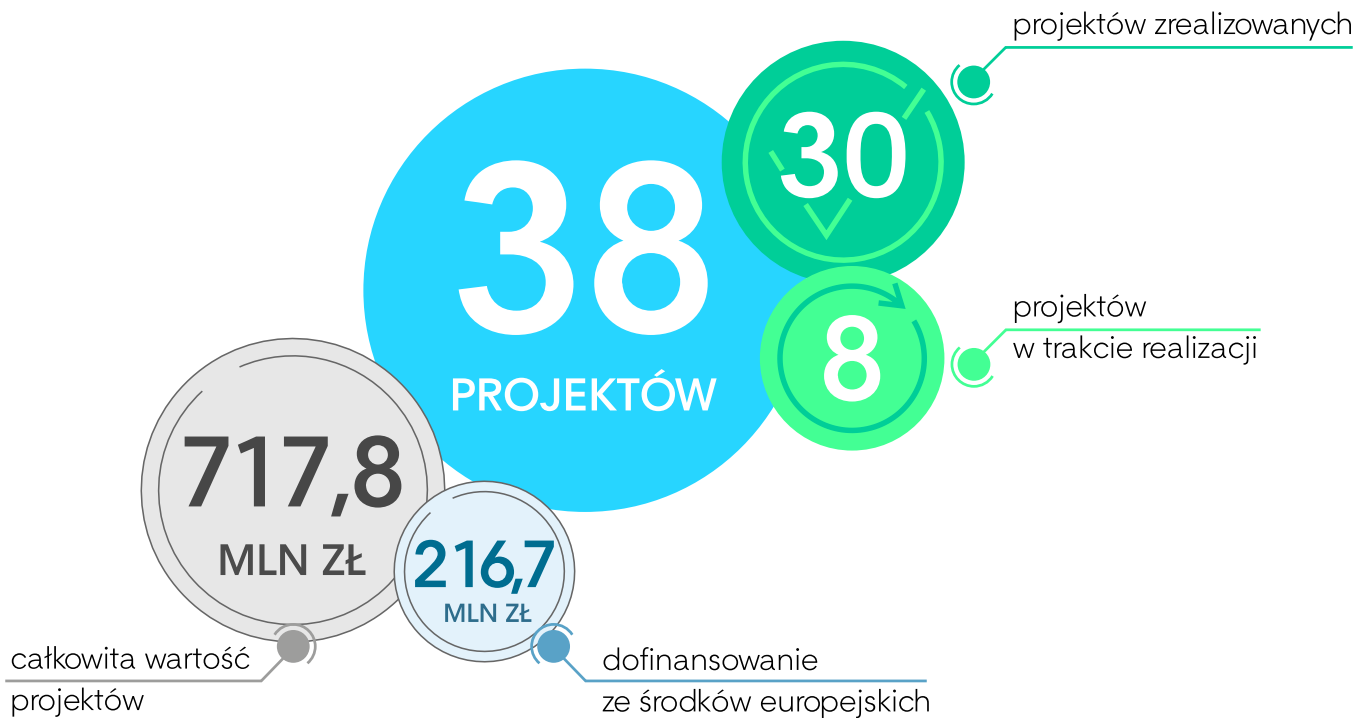 projektów zrealizowanych
30
38
PROJEKTÓW
projektów
w trakcie realizacji
8
717,8
MLN ZŁ
216,7
MLN ZŁ
całkowita wartość
projektów
dofinansowanie
ze środków europejskich